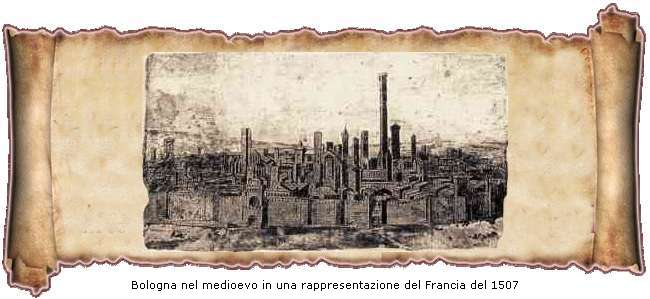 Bologna nel medioevo in una rappresentazione del Francia del 1507